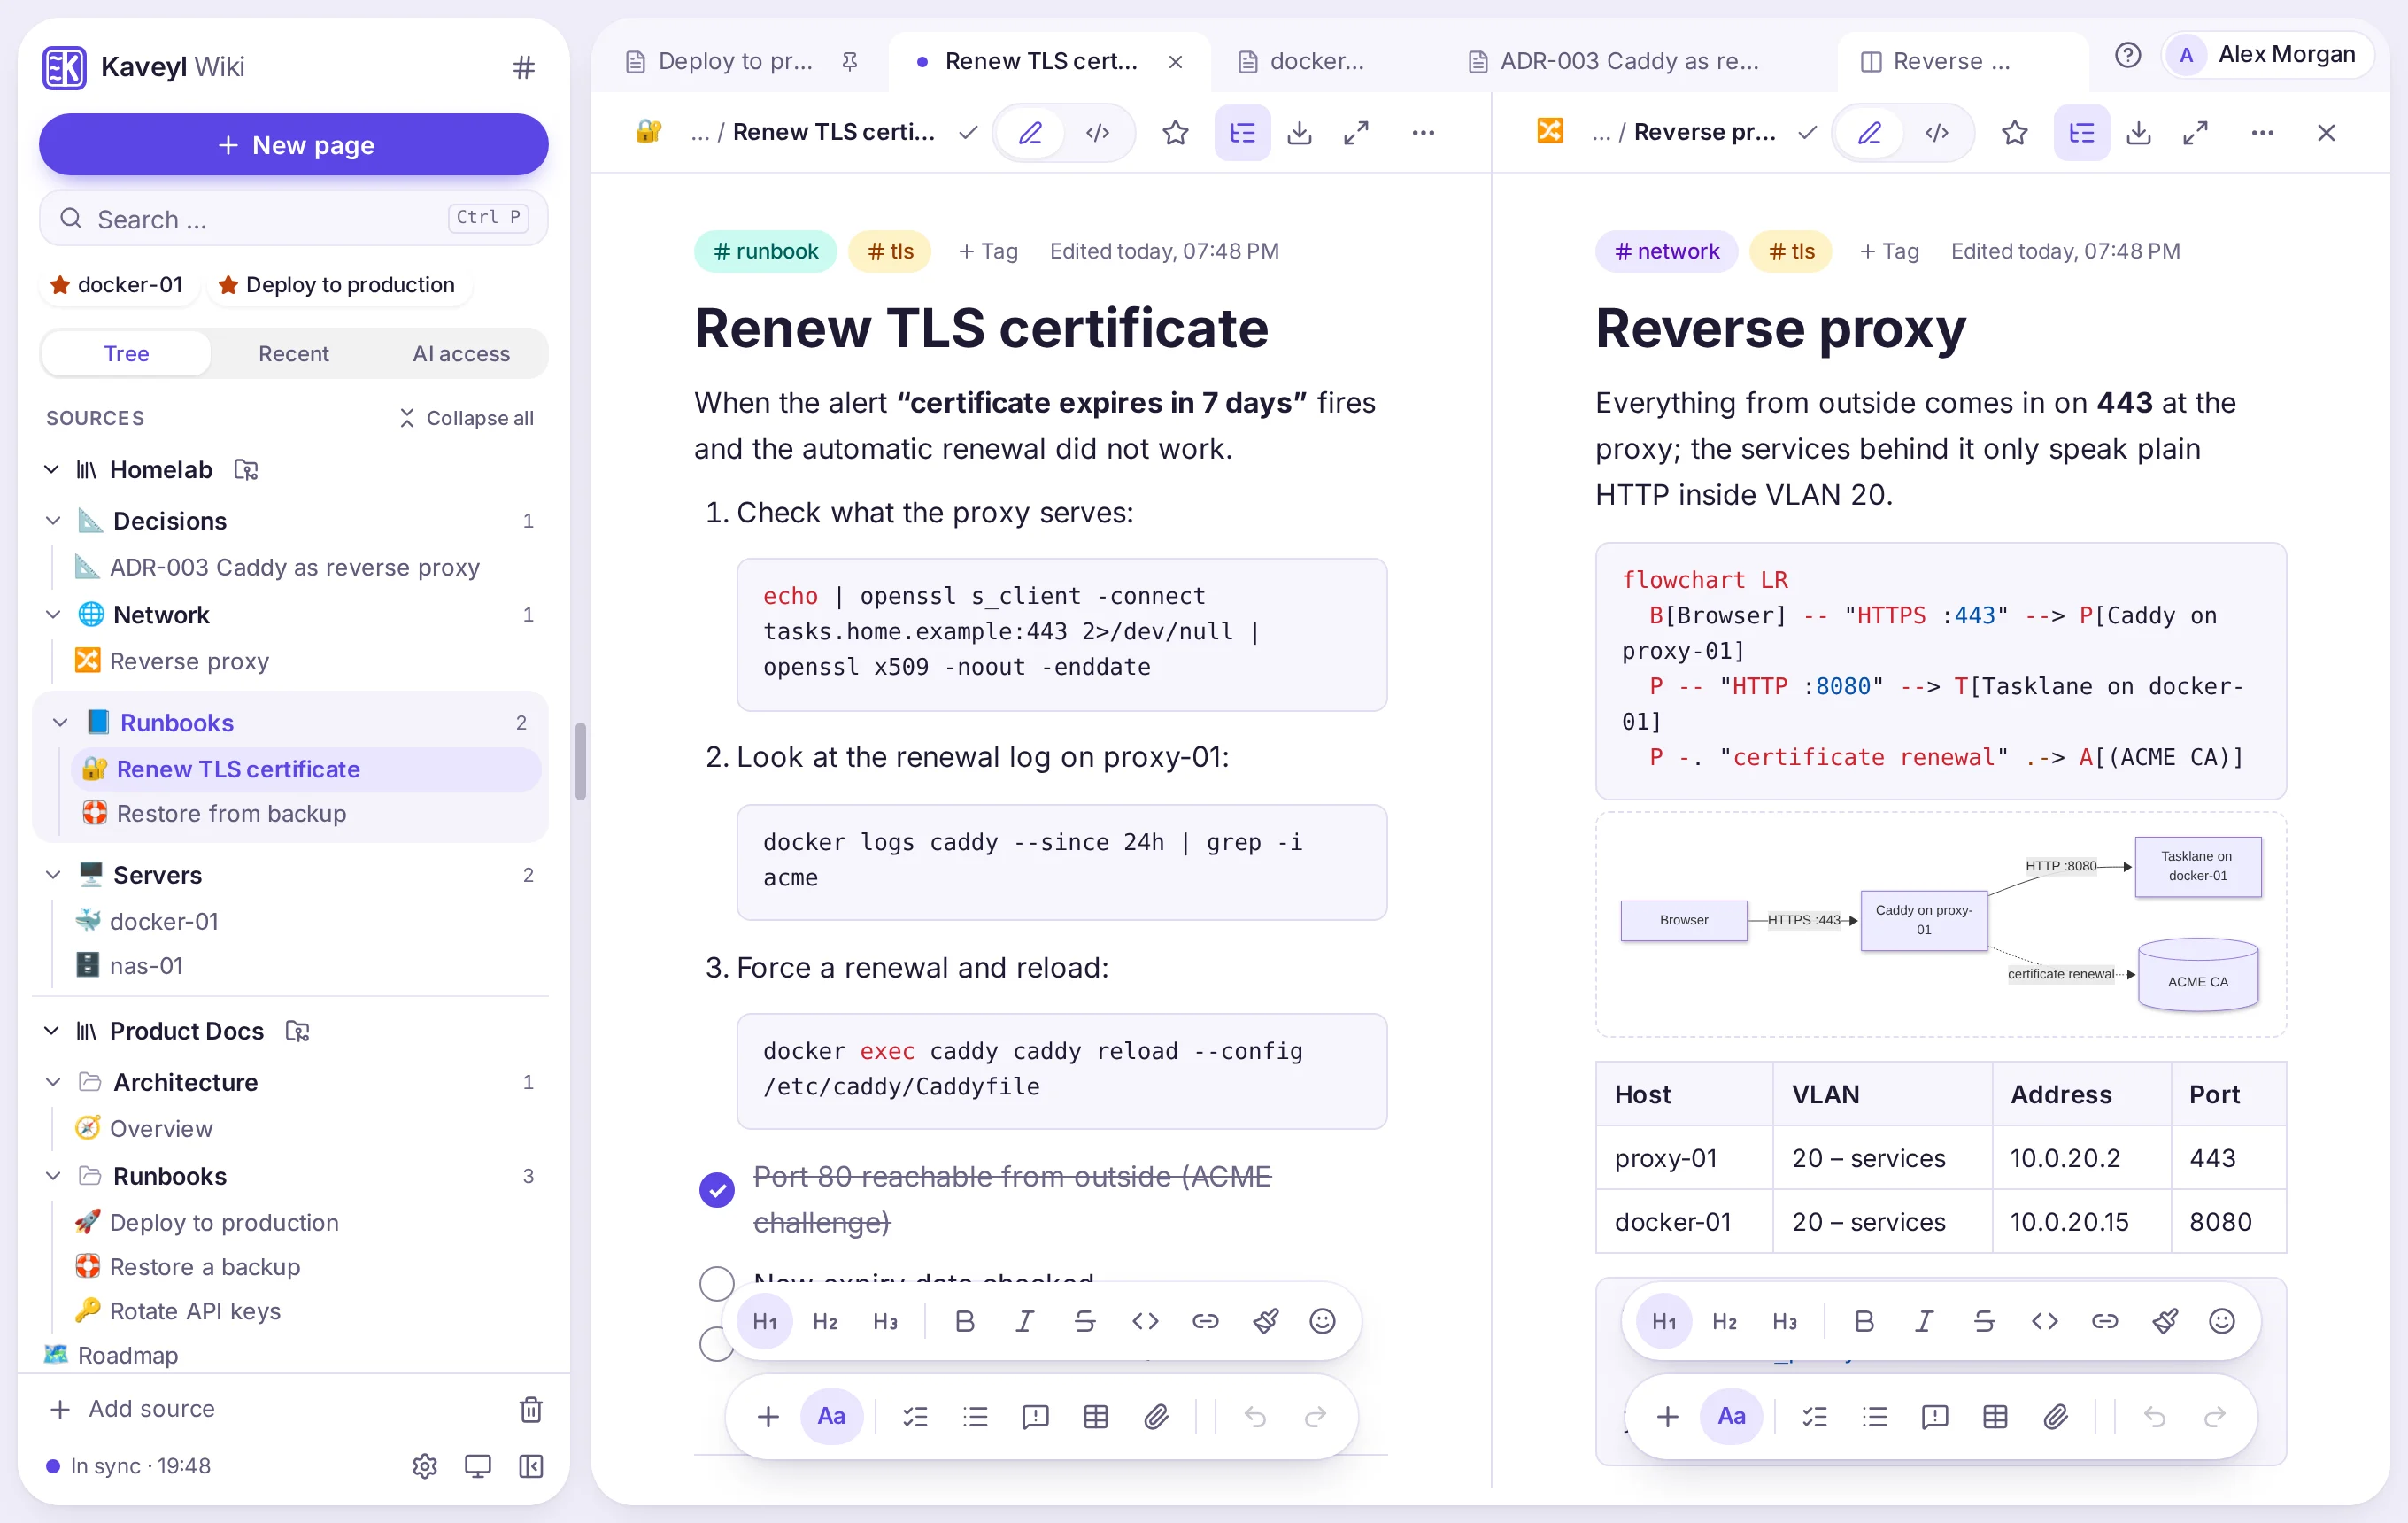 Kaveyl Wiki
New page
Search ... Ctrl P
docker-01 Deploy to production
Tree Recent AI access
SOURCES Collapse all
Homelab
Decisions 1
ADR-003 Caddy as reverse proxy
Network 1
Reverse proxy
Runbooks 2
Renew TLS certificate
Restore from backup
Servers 2
docker-01
nas-01
Product Docs
Architecture 1
Overview
Runbooks 3
Deploy to production
Restore a backup
Rotate API keys
Roadmap
Add source
In sync · 19:48
Deploy to pr... Renew TLS cert... docker... ADR-003 Caddy as re... Reverse ... A Alex Morgan
... / Renew TLS certi...
# runbook # tls + Tag Edited today, 07:48 PM
Renew TLS certificate
When the alert “certificate expires in 7 days” fires
and the automatic renewal did not work.
1. Check what the proxy serves:
echo | openssl s_client -connect
tasks.home.example:443 2>/dev/null |
openssl x509 -noout -enddate
2. Look at the renewal log on proxy-01:
docker logs caddy --since 24h | grep -i
acme
3. Force a renewal and reload:
docker exec caddy caddy reload --config
/etc/caddy/Caddyfile
Port 80 reachable from outside (ACME
challenge)
New expiry date checked
H1 H2 H3 B I S
Aa
... / Reverse pr...
# network # tls + Tag Edited today, 07:48 PM
Reverse proxy
Everything from outside comes in on 443 at the
proxy; the services behind it only speak plain
HTTP inside VLAN 20.
flowchart LR
B[Browser] -- "HTTPS :443" --> P[Caddy on
proxy-01]
P -- "HTTP :8080" --> T[Tasklane on docker-
01]
P -. "certificate renewal" .-> A[(ACME CA)]
Browser
HTTPS :443
Caddy on proxy-
01
HTTP :8080
Tasklane on
docker-01
certificate renewal
ACME CA
Host VLAN Address Port
proxy-01 20 – services 10.0.20.2 443
docker-01 20 – services 10.0.20.15 8080
H1 H2 H3 B I S
Aa